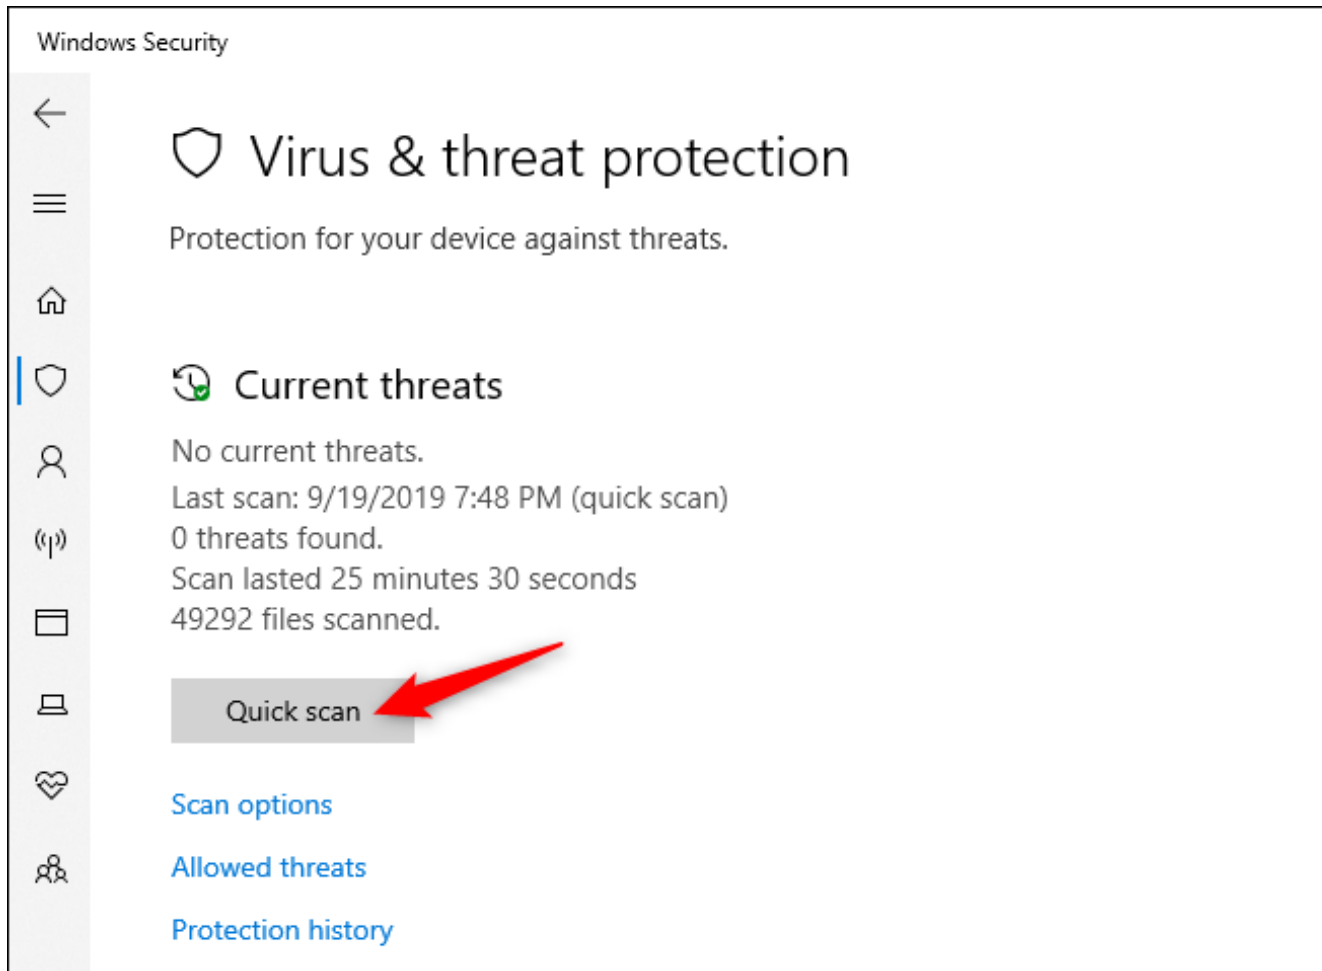 Windows Security
Virus & threat protection
Protection for your device against threats.
Current threats
No current threats.
Last scan: 9/19/2019 7:48 PM (quick scan)
0 threats found.
Scan lasted 25 minutes 30 seconds
49292 files scanned.
Quick scan
Scan options
Allowed threats
Protection history